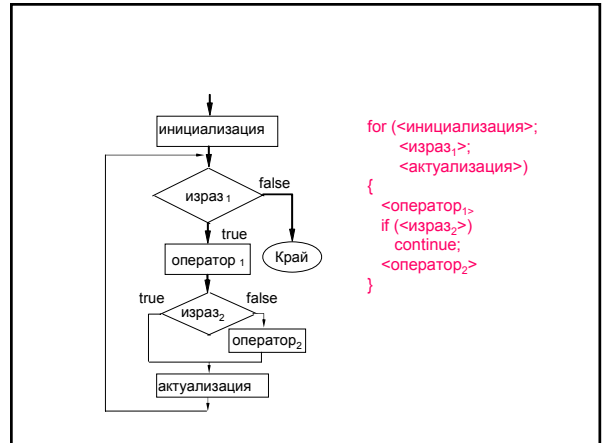 инициализация
израз₁
false
true
оператор ₁
Край
true
false
израз₂
оператор₂
актуализация
for (<инициализация>;
<израз₁>;
<актуализация>)
{
<оператор₁>
if (<израз₂>)
continue;
<оператор₂>
}